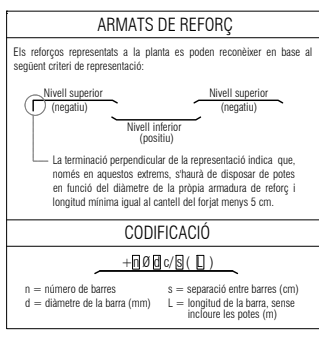 ARMATS DE REFORÇ
Els reforços representats a la planta es poden reconèixer en base al
següent criteri de representació:
Nivell superior
(negatiu)
Nivell superior
(negatiu)
Nivell inferior
(positiu)
La terminació perpendicular de la representació indica que,
només en aquestos extrems, s'haurà de disposar de potes
en funció del diàmetre de la pròpia armadura de reforç i
longitud mínima igual al cantell del forjat menys 5 cm.
CODIFICACIÓ
+nØdc/s(L)
n = número de barres
d = diàmetre de la barra (mm)
s = separació entre barres (cm)
L = longitud de la barra, sense
incloure les potes (m)